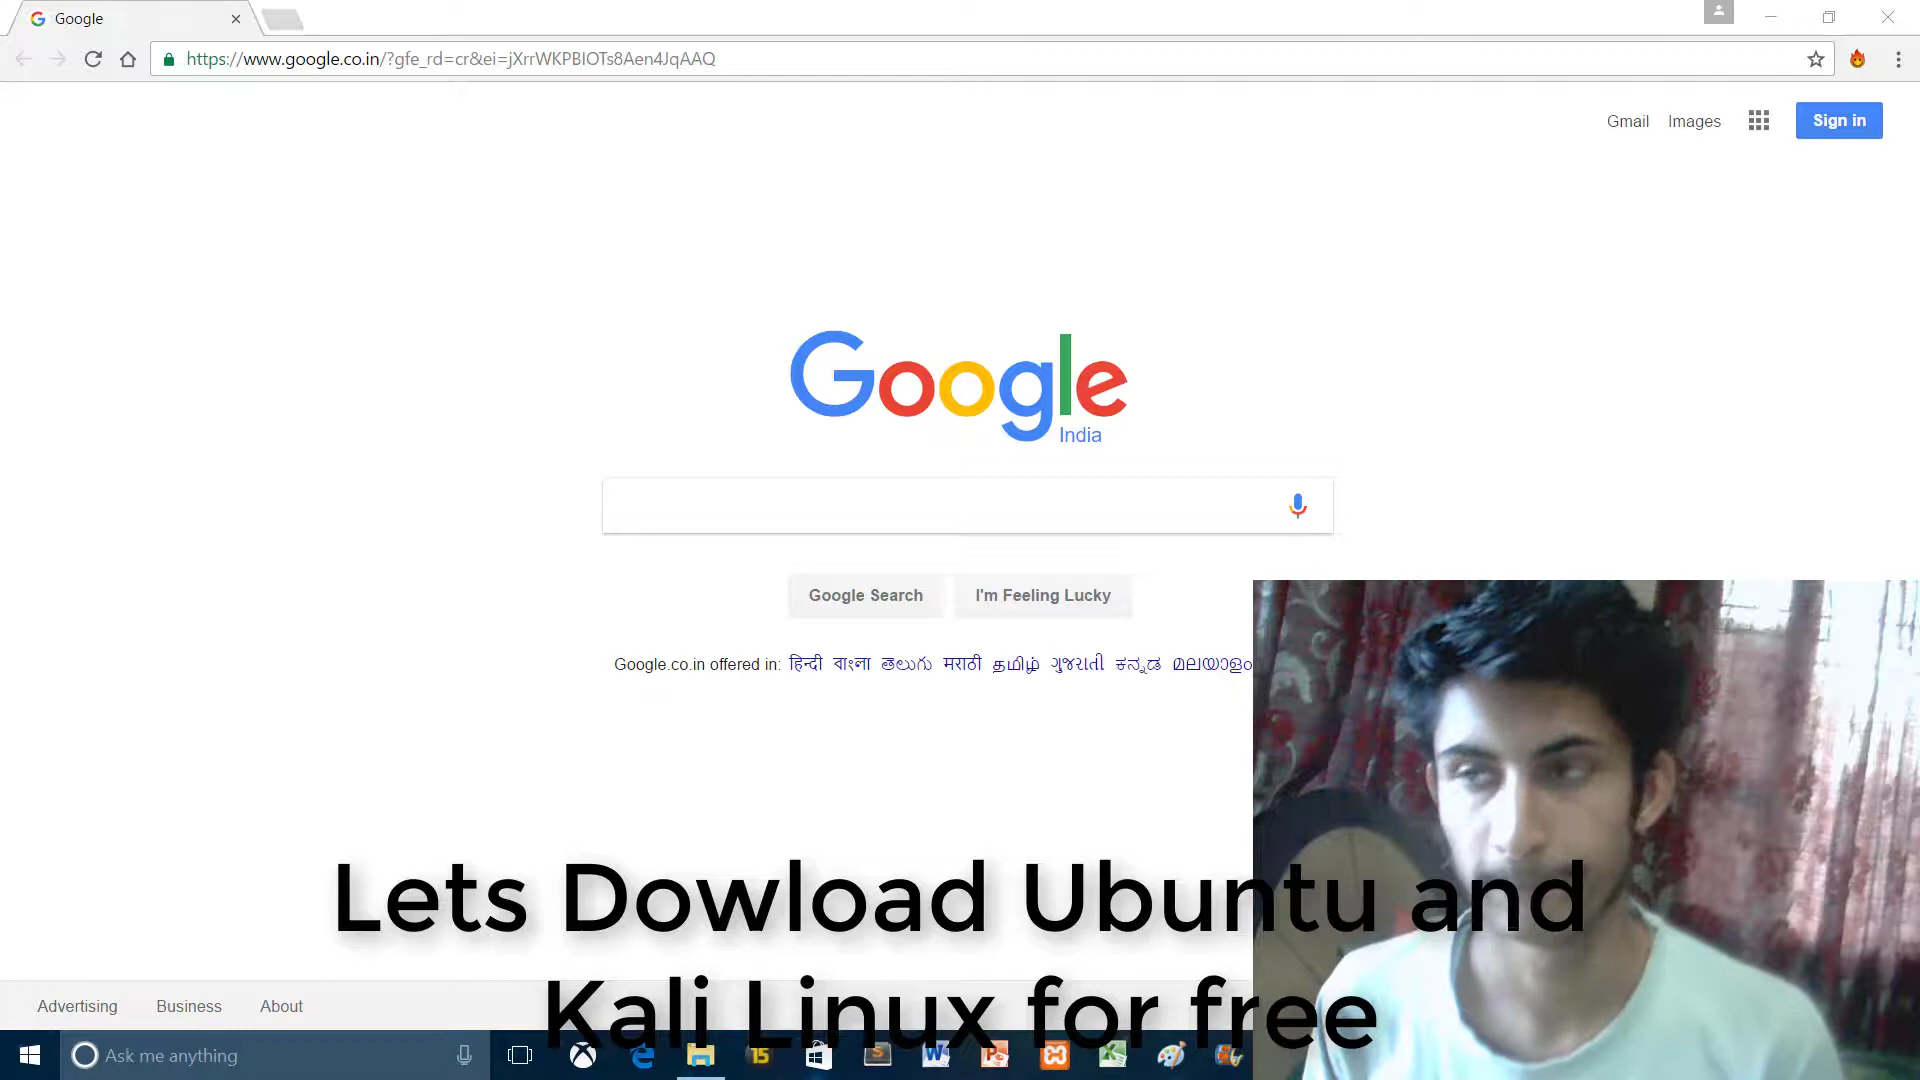 Google
https://www.google.co.in/?gfe_rd=cr&ei=jXrrWKPBIOTs8Aen4JqAAQ
Gmail Images Sign in
Google
India
Google Search I'm Feeling Lucky
Google.co.in offered in: हिन्दी বাংলা తెలుగు मराठी தமிழ் ગુજરાતી ಕನ್ನಡ മലയാളം
Lets Dowload Ubuntu and
Kali Linux for free
Advertising Business About
Ask me anything
15